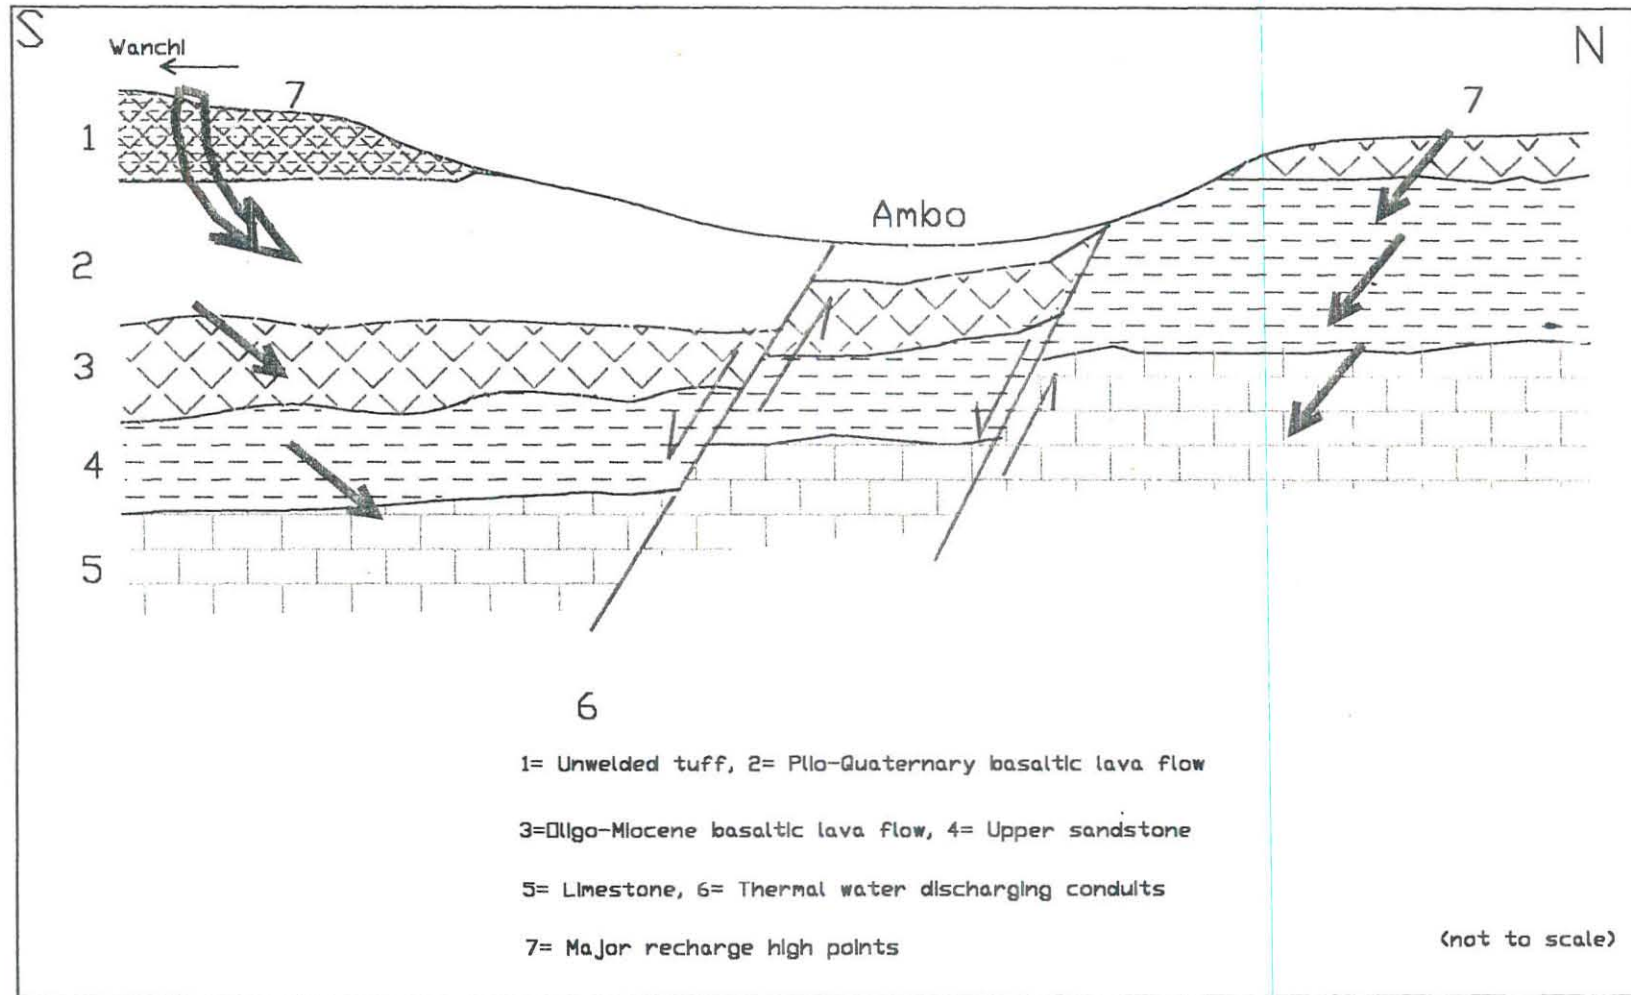 S
N
Wanchi
7
7
1
Ambo
2
3
4
5
6
1= Unwelded tuff, 2= Plio-Quaternary basaltic lava flow
3=Oligo-Miocene basaltic lava flow, 4= Upper sandstone
5= Limestone, 6= Thermal water discharging conduits
7= Major recharge high points
(not to scale)